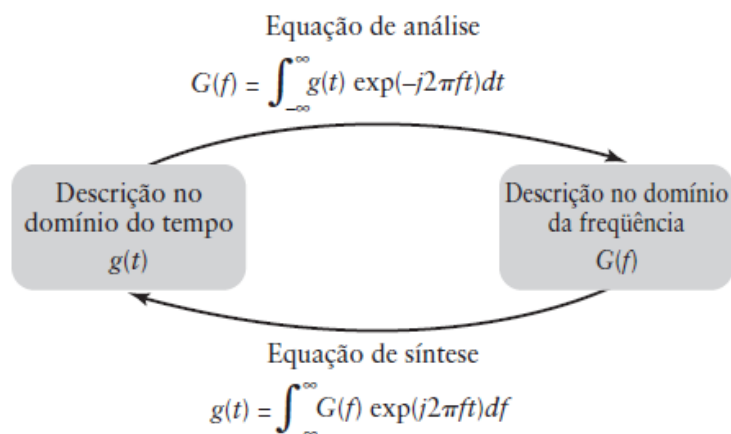 Equação de análise
G(f) = ∫_{-∞}^{∞} g(t) exp(–j2πft)dt
Descrição no
domínio do tempo
g(t)
Descrição no domínio
da freqüência
G(f)
Equação de síntese
g(t) = ∫_{-∞}^{∞} G(f) exp(j2πft)df